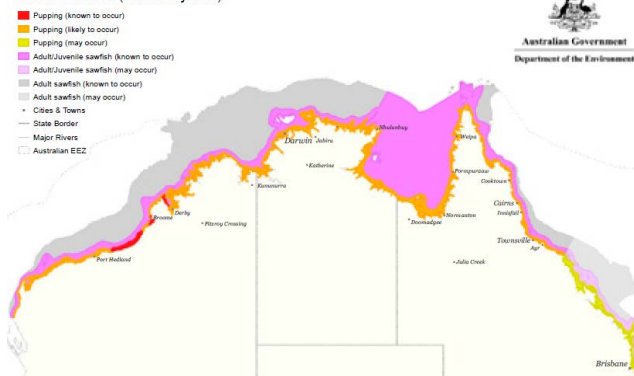 Pupping (known to occur)
Pupping (likely to occur)
Pupping (may occur)
Adult/Juvenile sawfish (known to occur)
Adult/Juvenile sawfish (may occur)
Adult sawfish (known to occur)
Adult sawfish (may occur)
Cities & Towns
State Border
Major Rivers
Australian EEZ
Australian Government
Department of the Environment
Nhulunbuy
Darwin
Jabiru
Weipa
Katherine
Pormpuraaw
Cooktown
Kununurra
Cairns
Innisfail
Derby
Broome
Normanton
Doomadgee
Fitzroy Crossing
Townsville
Ayr
Port Hedland
Julia Creek
Brisbane